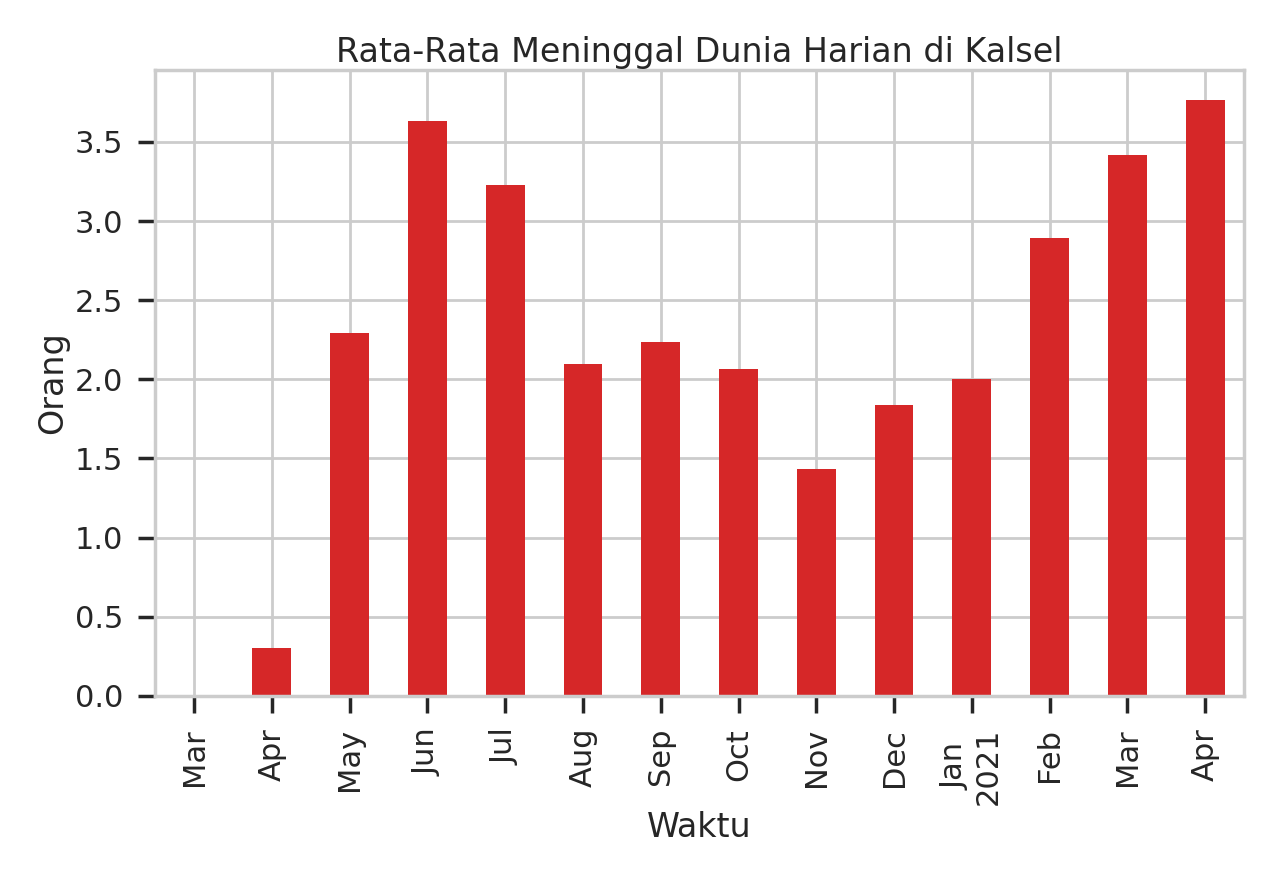 Rata-Rata Meninggal Dunia Harian di Kalsel
Orang
3.5
3.0
2.5
2.0
1.5
1.0
0.5
0.0
Mar
Apr
May
Jun
Jul
Aug
Sep
Oct
Nov
Dec
Jan
2021
Feb
Mar
Apr
Waktu